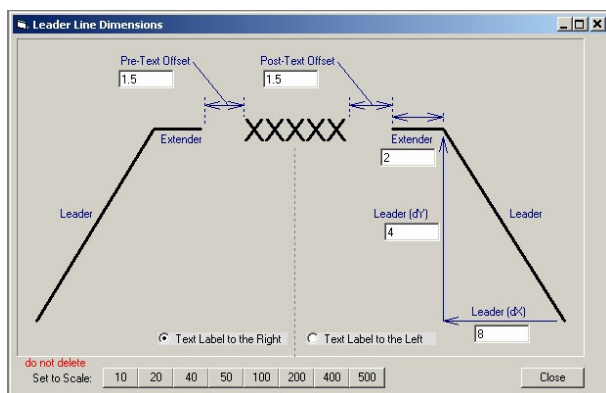 Leader Line Dimensions
Pre-Text Offset
1.5
Post-Text Offset
1.5
XXXXX
Extender
Extender
2
Leader
Leader (dY)
4
Leader
Leader (dX)
8
Text Label to the Right
Text Label to the Left
do not delete
Set to Scale: 10 20 40 50 100 200 400 500 Close